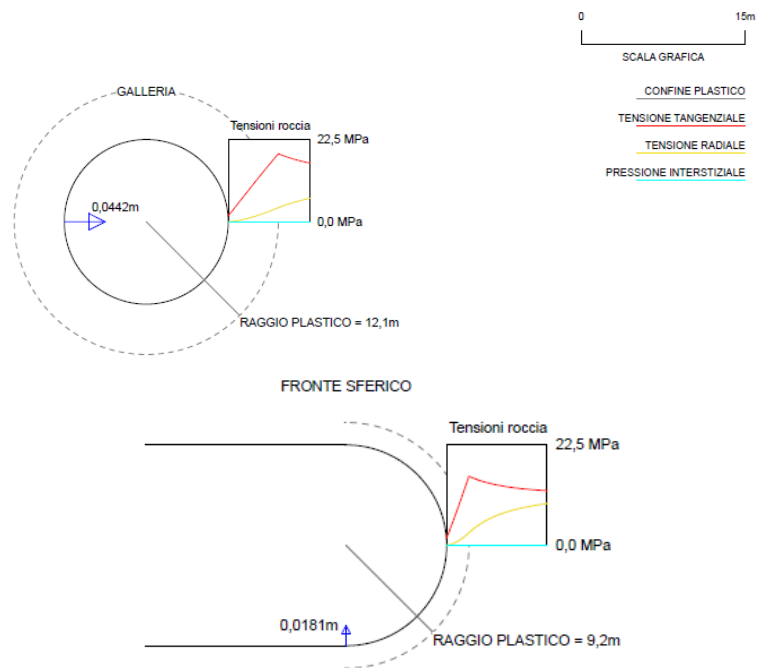 0 15m
SCALA GRAFICA
GALLERIA
CONFINE PLASTICO
TENSIONE TANGENZIALE
TENSIONE RADIALE
PRESSIONE INTERSTIZIALE
Tensioni roccia
22,5 MPa
0,0442m
0,0 MPa
RAGGIO PLASTICO = 12,1m
FRONTE SFERICO
Tensioni roccia
22,5 MPa
0,0 MPa
0,0181m
RAGGIO PLASTICO = 9,2m